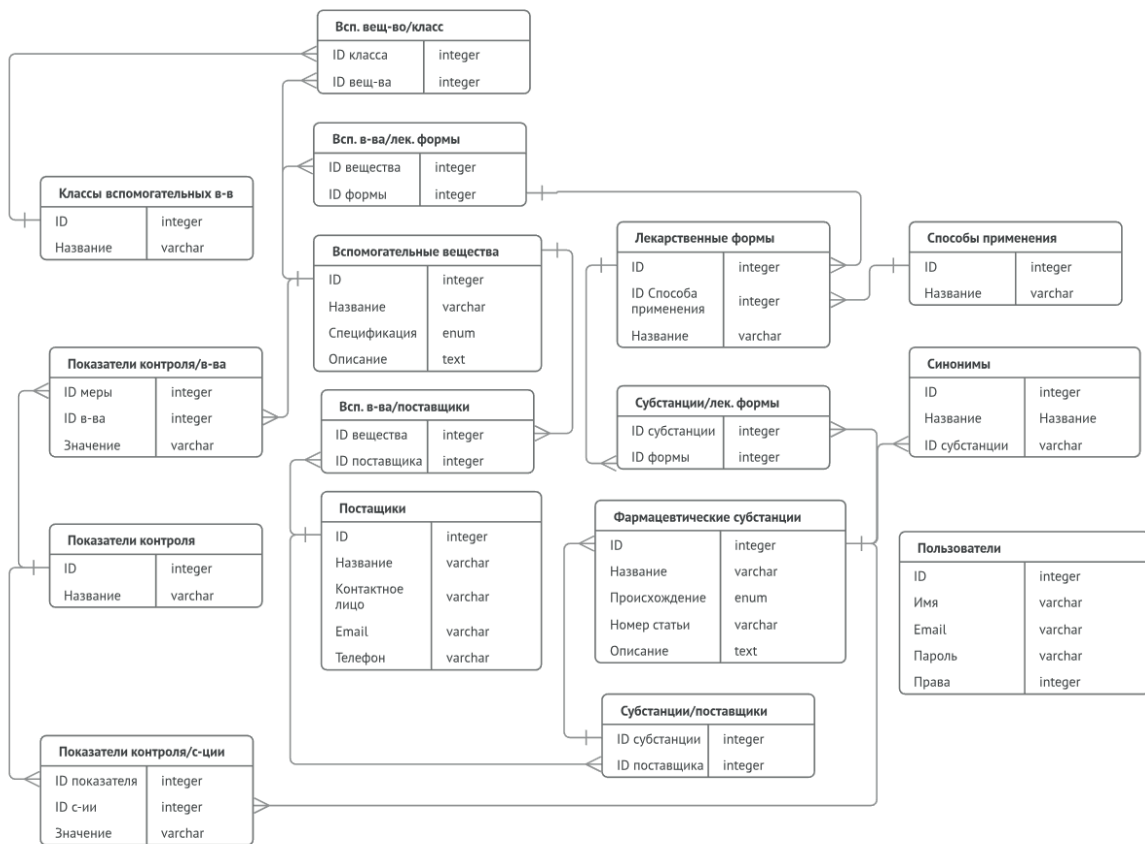 Всп. вещ-во/класс
ID класса integer
ID вещ-ва integer
Всп. в-ва/лек. формы
ID вещества integer
ID формы integer
Классы вспомогательных в-в
ID integer
Название varchar
Вспомогательные вещества
ID integer
Название varchar
Спецификация enum
Описание text
Лекарственные формы
ID integer
ID Способа
применения integer
Название varchar
Способы применения
ID integer
Название varchar
Показатели контроля/в-ва
ID меры integer
ID в-ва integer
Значение varchar
Всп. в-ва/поставщики
ID вещества integer
ID поставщика integer
Субстанции/лек. формы
ID субстанции integer
ID формы integer
Синонимы
ID integer
Название Название
ID субстанции varchar
Показатели контроля
ID integer
Название varchar
Постащики
ID integer
Название varchar
Контактное
лицо varchar
Email varchar
Телефон varchar
Фармацевтические субстанции
ID integer
Название varchar
Происхождение enum
Номер статьи varchar
Описание text
Пользователи
ID integer
Имя varchar
Email varchar
Пароль varchar
Права integer
Субстанции/поставщики
ID субстанции integer
ID поставщика integer
Показатели контроля/с-ции
ID показателя integer
ID с-ии integer
Значение varchar